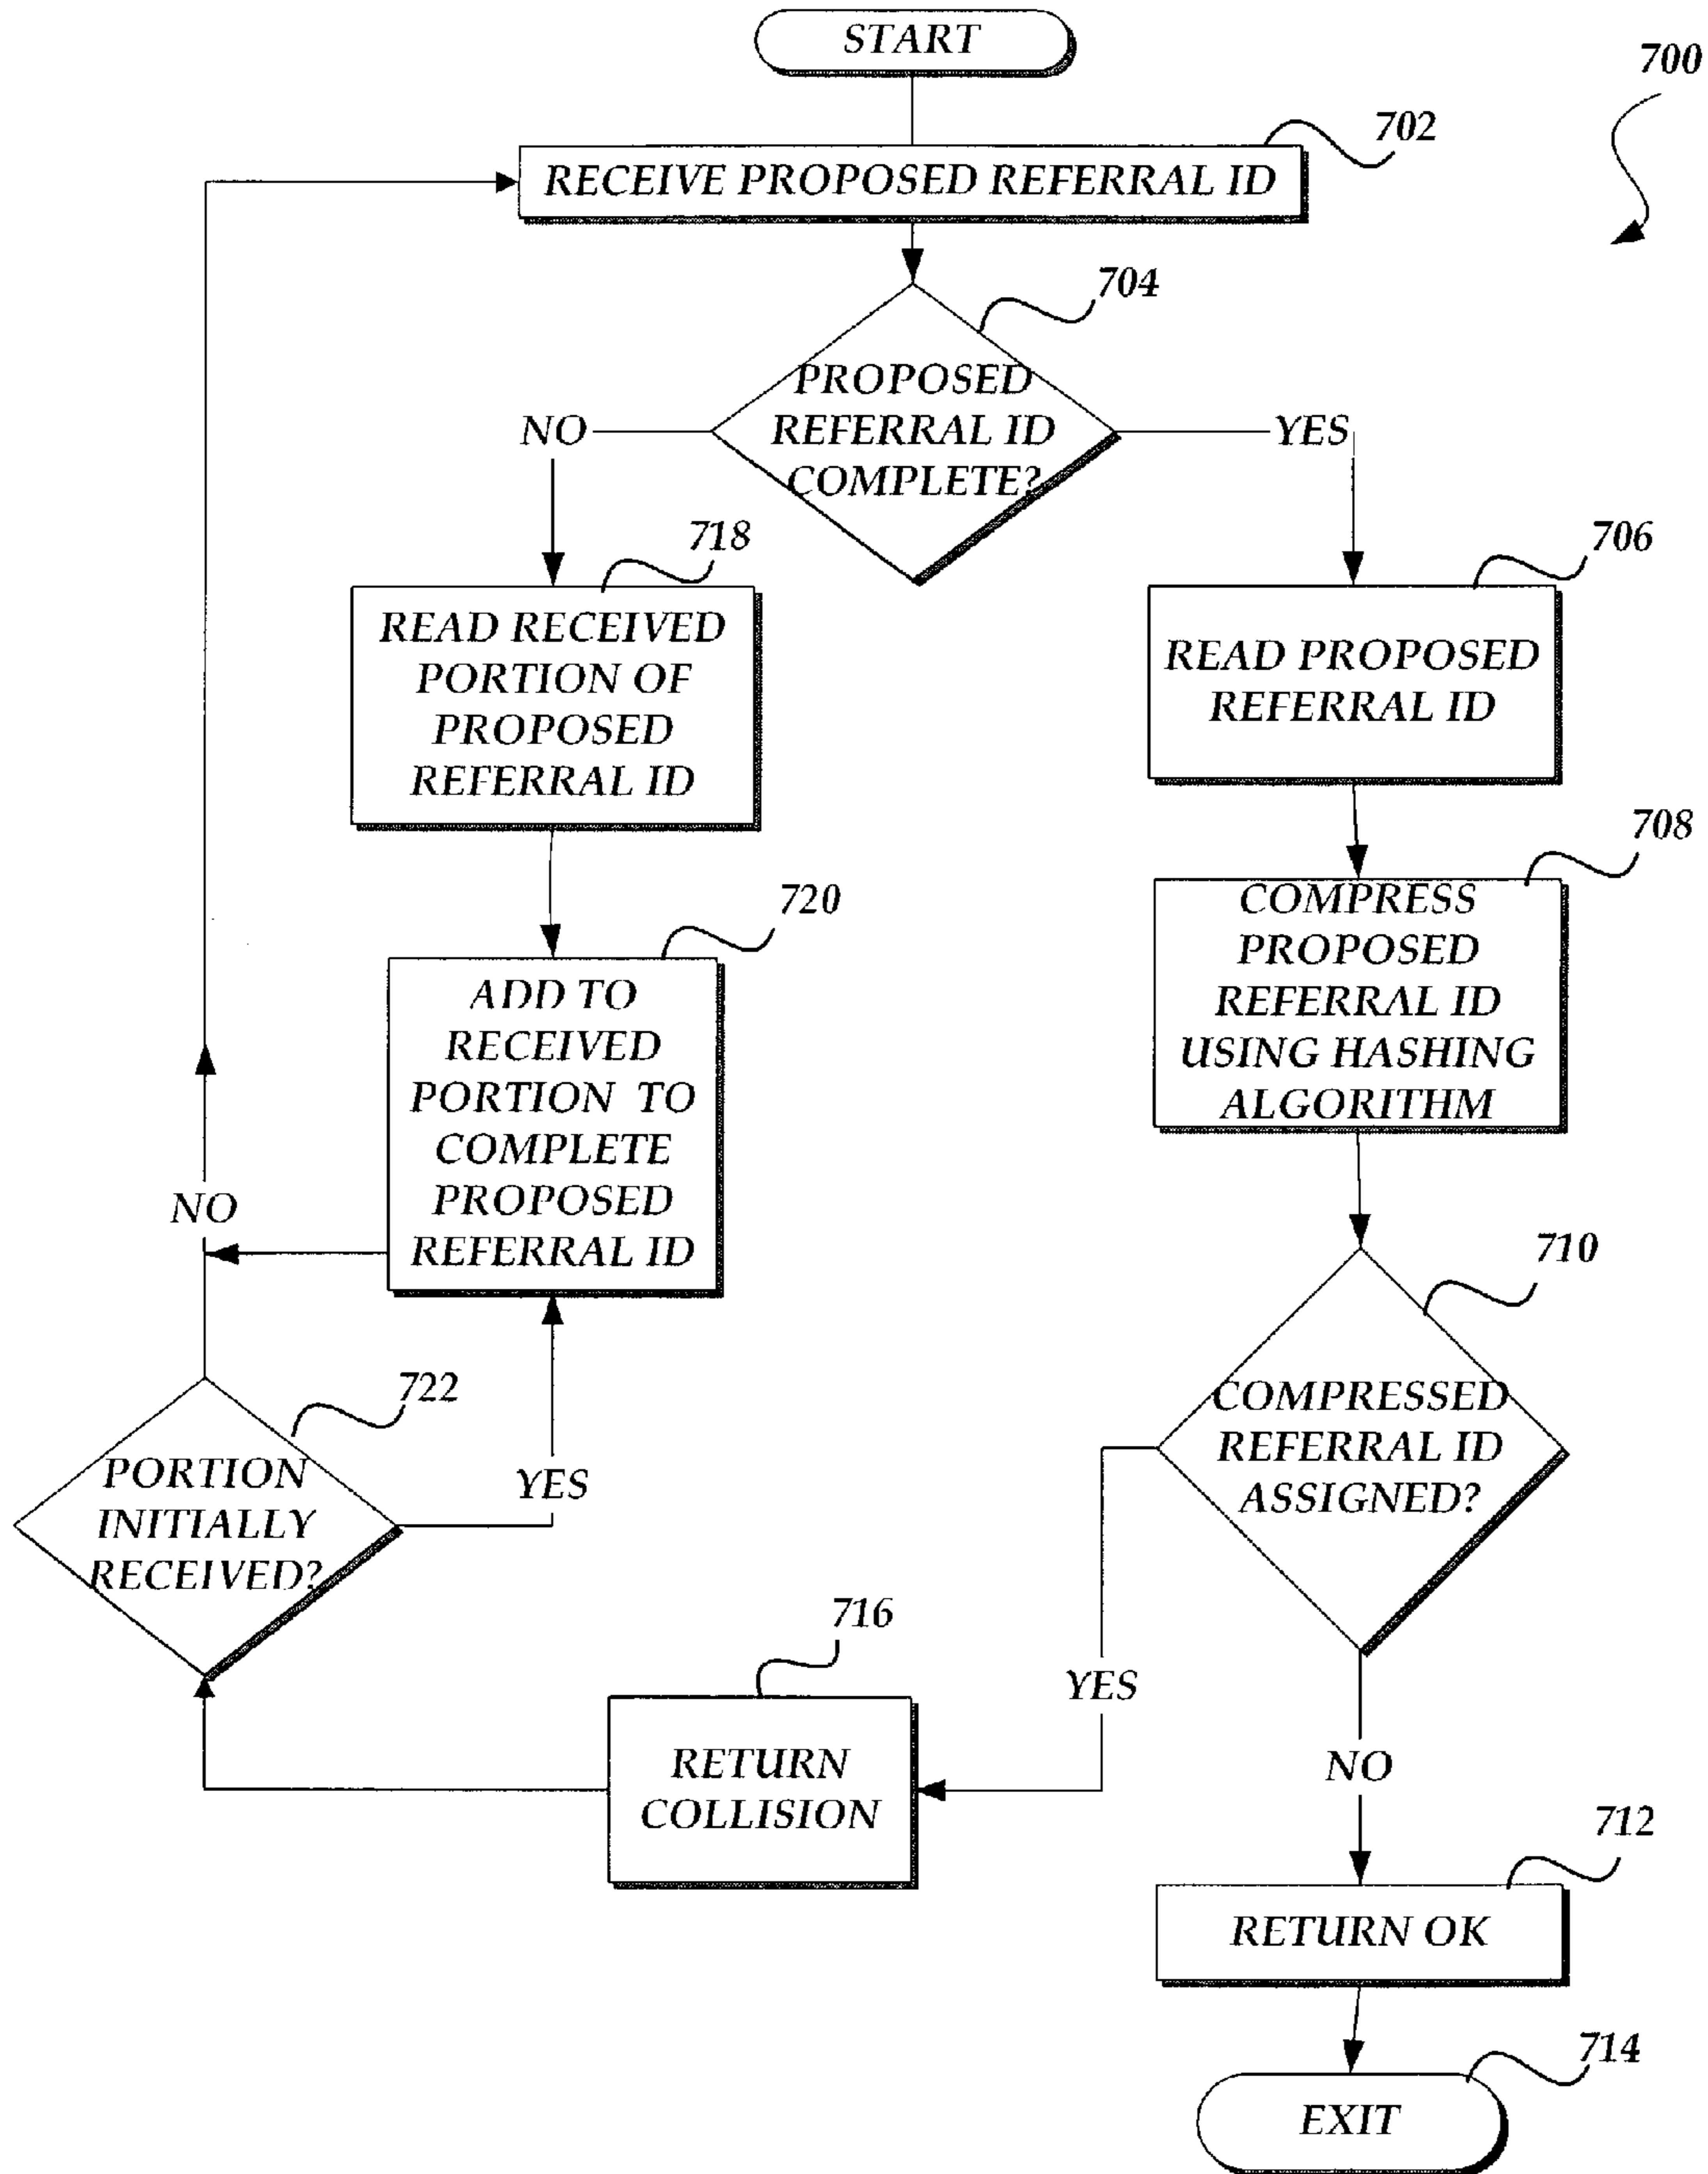 START
700
702
RECEIVE PROPOSED REFERRAL ID
704
PROPOSED
REFERRAL ID
COMPLETE?
NO
YES
718
706
READ RECEIVED
PORTION OF
PROPOSED
REFERRAL ID
READ PROPOSED
REFERRAL ID
708
720
COMPRESS
PROPOSED
REFERRAL ID
USING HASHING
ALGORITHM
ADD TO
RECEIVED
PORTION TO
COMPLETE
PROPOSED
REFERRAL ID
NO
710
722
COMPRESSED
REFERRAL ID
ASSIGNED?
PORTION
INITIALLY
RECEIVED?
YES
716
YES
RETURN
COLLISION
NO
712
RETURN OK
714
EXIT